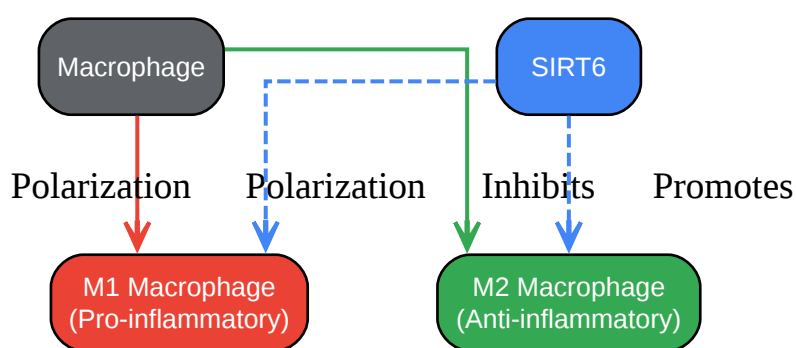 Macrophage
SIRT6
Polarization
Polarization
Inhibits
Promotes
M1 Macrophage
(Pro-inflammatory)
M2 Macrophage
(Anti-inflammatory)